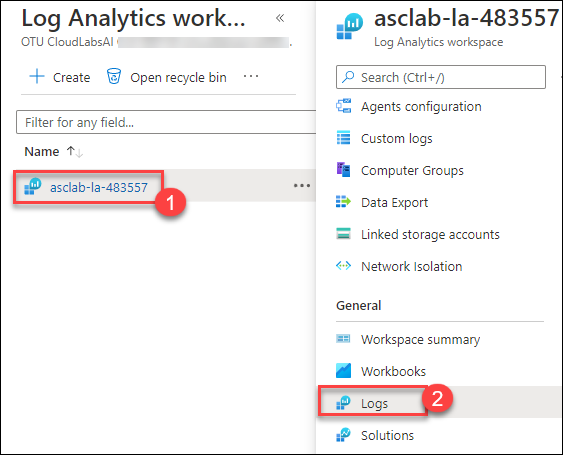 Log Analytics work...
«
OTU CloudLabsAI
+ Create
Open recycle bin
...
Filter for any field...
Name ↑↓
asclab-la-483557
...
1
asclab-la-483557
Log Analytics workspace
Search (Ctrl+/)
«
Agents configuration
Custom logs
Computer Groups
Data Export
Linked storage accounts
Network Isolation
General
Workspace summary
Workbooks
Logs
2
Solutions